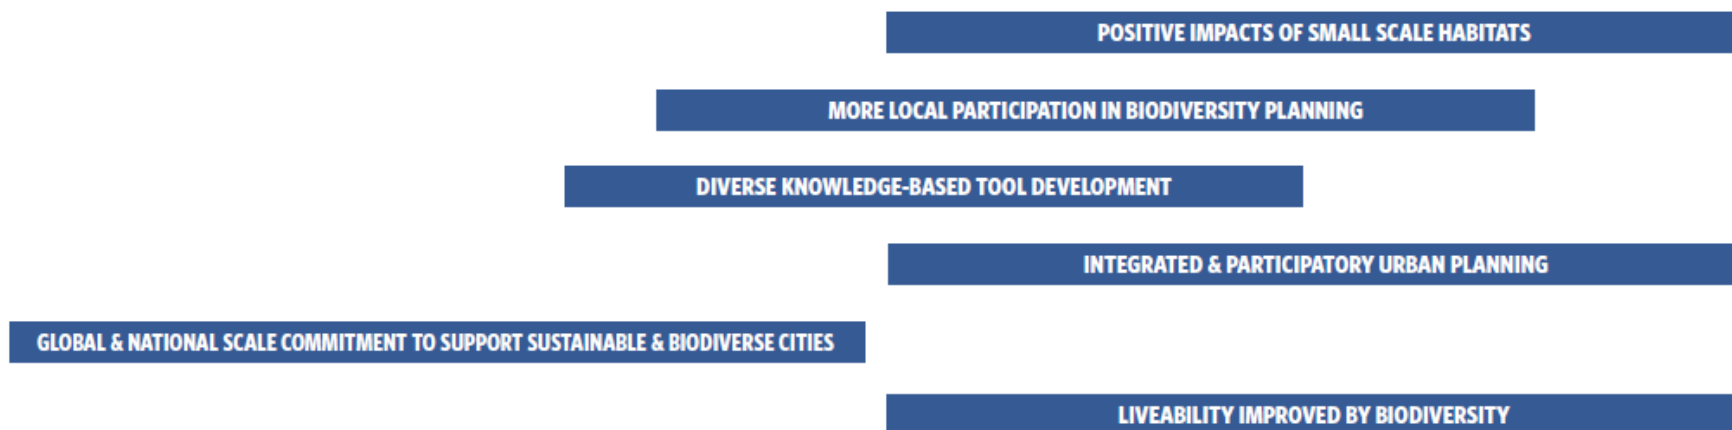 POSITIVE IMPACTS OF SMALL SCALE HABITATS
MORE LOCAL PARTICIPATION IN BIODIVERSITY PLANNING
DIVERSE KNOWLEDGE-BASED TOOL DEVELOPMENT
INTEGRATED & PARTICIPATORY URBAN PLANNING
GLOBAL & NATIONAL SCALE COMMITMENT TO SUPPORT SUSTAINABLE & BIODIVERSE CITIES
LIVEABILITY IMPROVED BY BIODIVERSITY